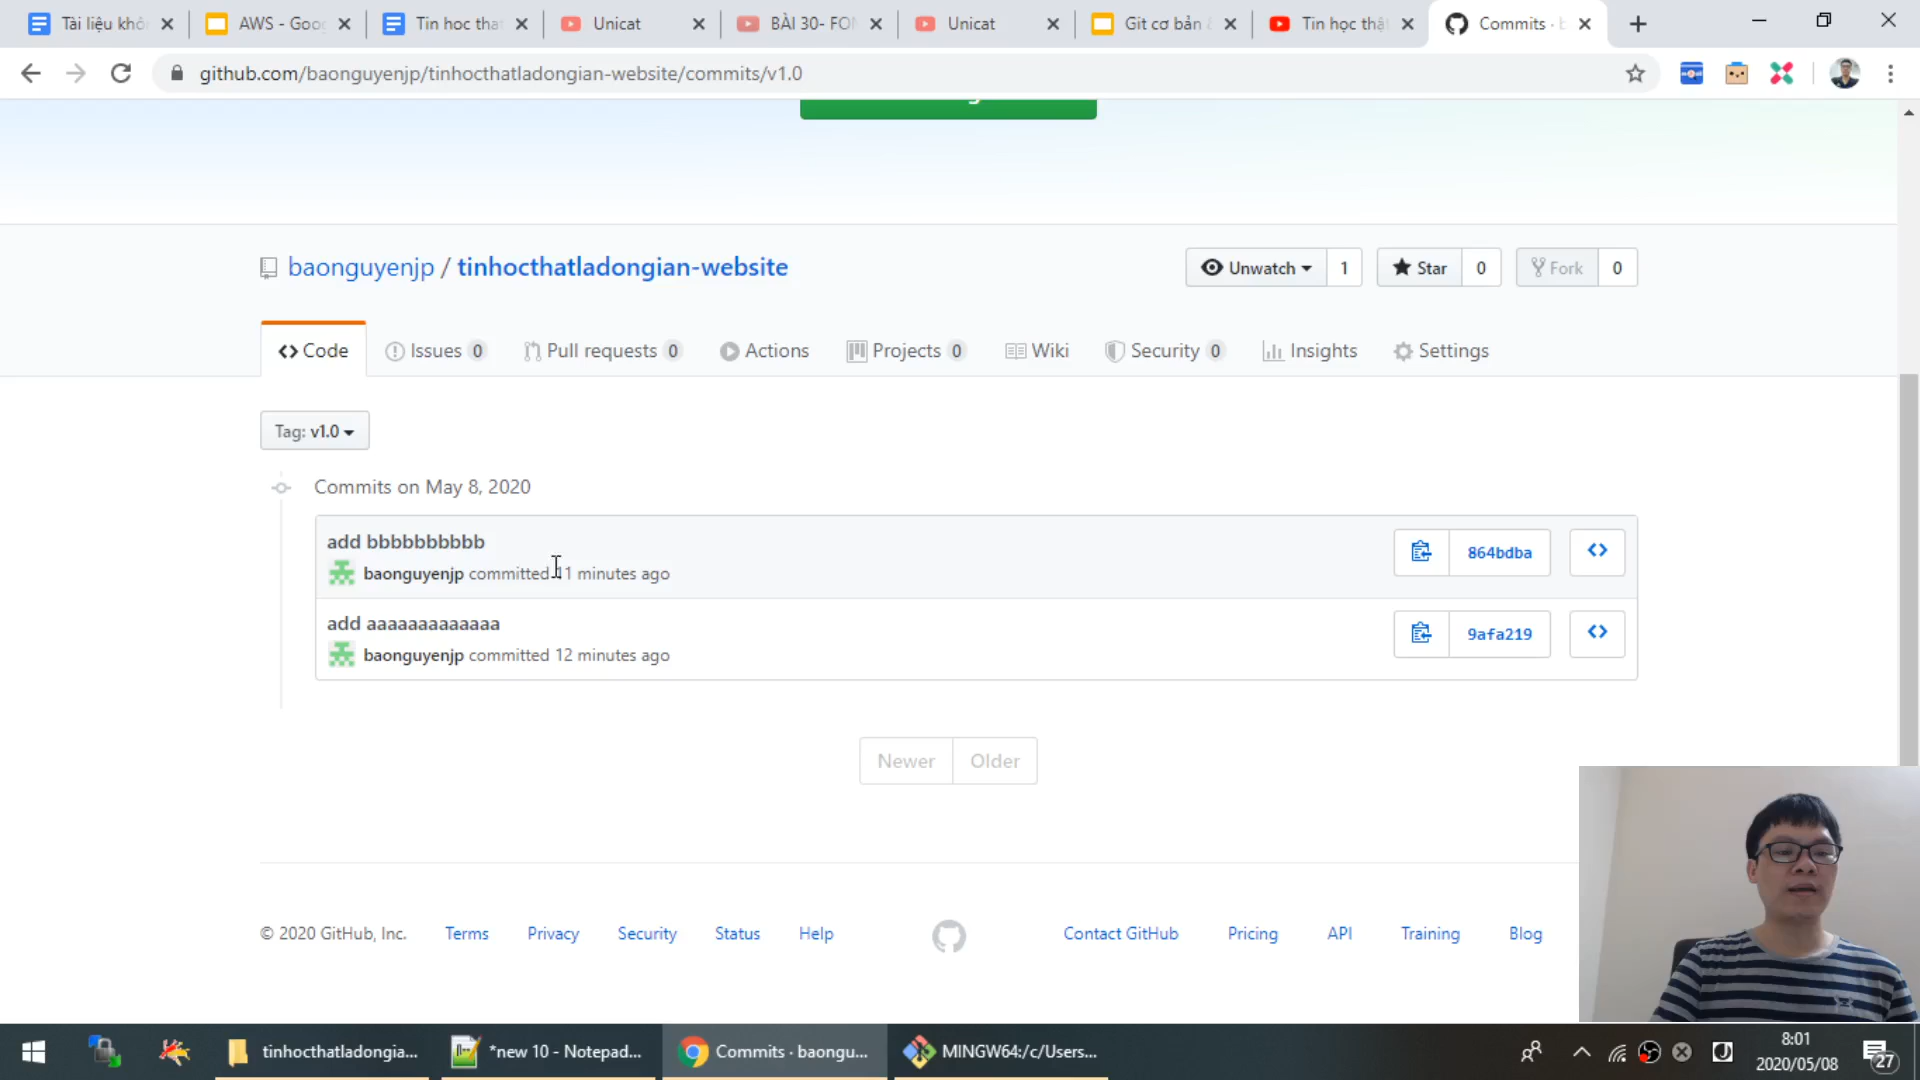 Tài liệu khó
AWS - Goo
Tin hoc that
Unicat
BÀI 30- FO
Unicat
Git cơ bản
Tin học thậ
Commits · b
github.com/baonguyenjp/tinhocthatladongian-website/commits/v1.0
baonguyenjp / tinhocthatladongian-website
Unwatch 1
Star 0
Fork 0
<> Code
Issues 0
Pull requests 0
Actions
Projects 0
Wiki
Security 0
Insights
Settings
Tag: v1.0
Commits on May 8, 2020
add bbbbbbbbbbb
864bdba
baonguyenjp committed 11 minutes ago
add aaaaaaaaaaaaa
9afa219
baonguyenjp committed 12 minutes ago
Newer Older
© 2020 GitHub, Inc. Terms Privacy Security Status Help Contact GitHub Pricing API Training Blog
tinhocthatladongia...
*new 10 - Notepad...
Commits · baongu...
MINGW64:/c/Users...
8:01
2020/05/08
27